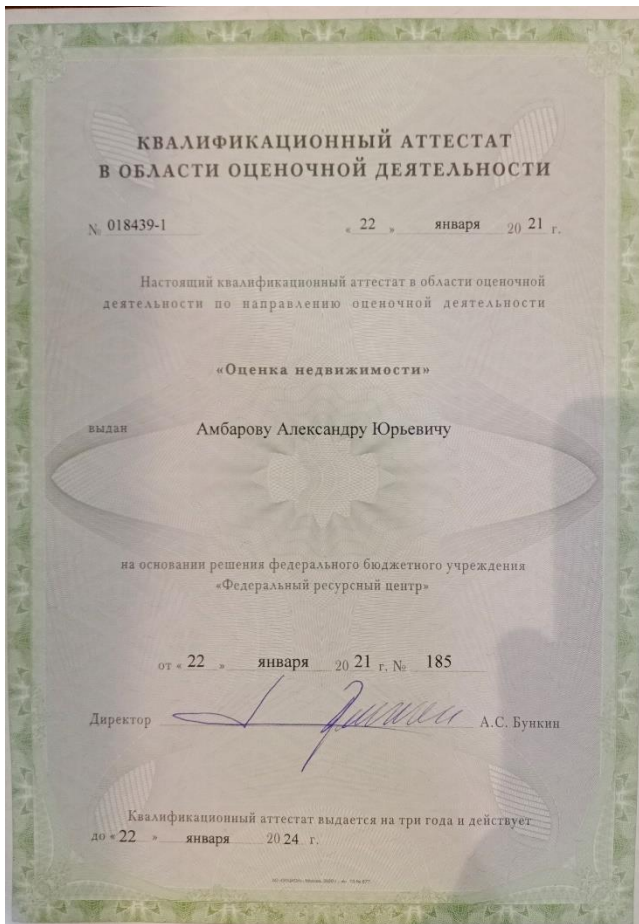 КВАЛИФИКАЦИОННЫЙ АТТЕСТАТ
В ОБЛАСТИ ОЦЕНОЧНОЙ ДЕЯТЕЛЬНОСТИ
№ 018439-1 « 22 » января 20 21 г.
Настоящий квалификационный аттестат в области оценочной
деятельности по направлению оценочной деятельности
«Оценка недвижимости»
выдан Амбарову Александру Юрьевичу
на основании решения федерального бюджетного учреждения
«Федеральный ресурсный центр»
от « 22 » января 20 21 г. № 185
Директор А.С. Бункин
Квалификационный аттестат выдается на три года и действует
до « 22 » января 20 24 г.